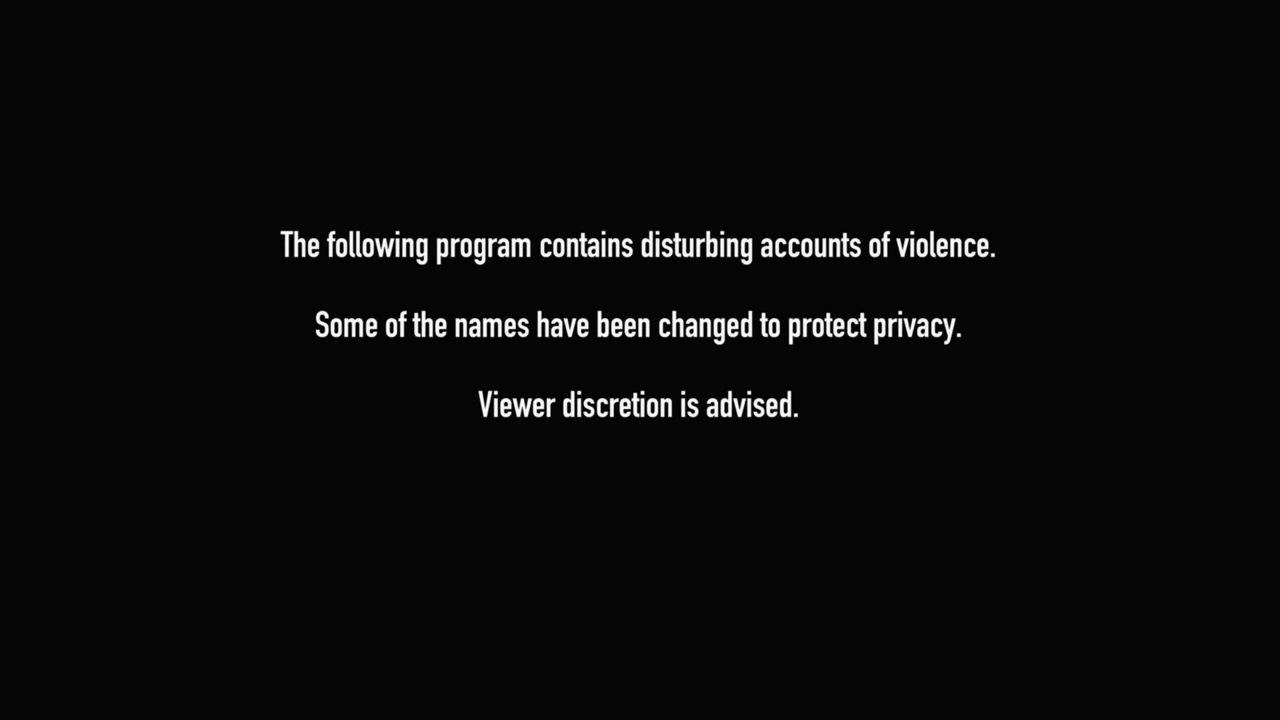 The following program contains disturbing accounts of violence.
Some of the names have been changed to protect privacy.
Viewer discretion is advised.